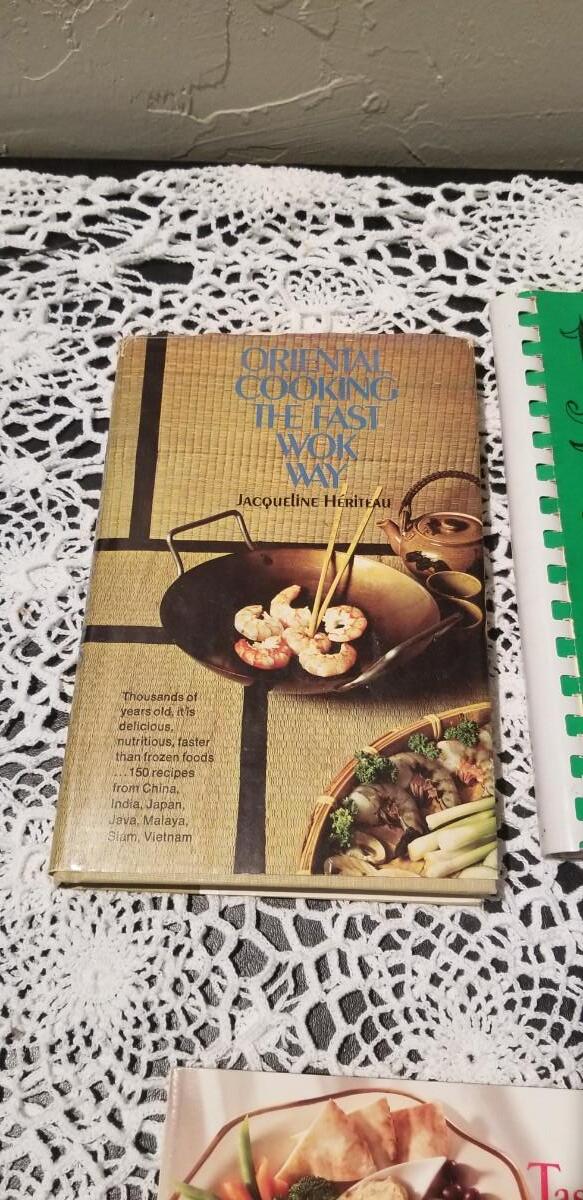 ORIENTAL
COOKING
THE FAST
WOK
WAY
JACQUELINE HÉRITEAU
Thousands of
years old, it's
delicious,
nutritious, faster
than frozen foods
...150 recipes
from China,
India, Japan,
Java, Malaya,
Siam, Vietnam
Ta